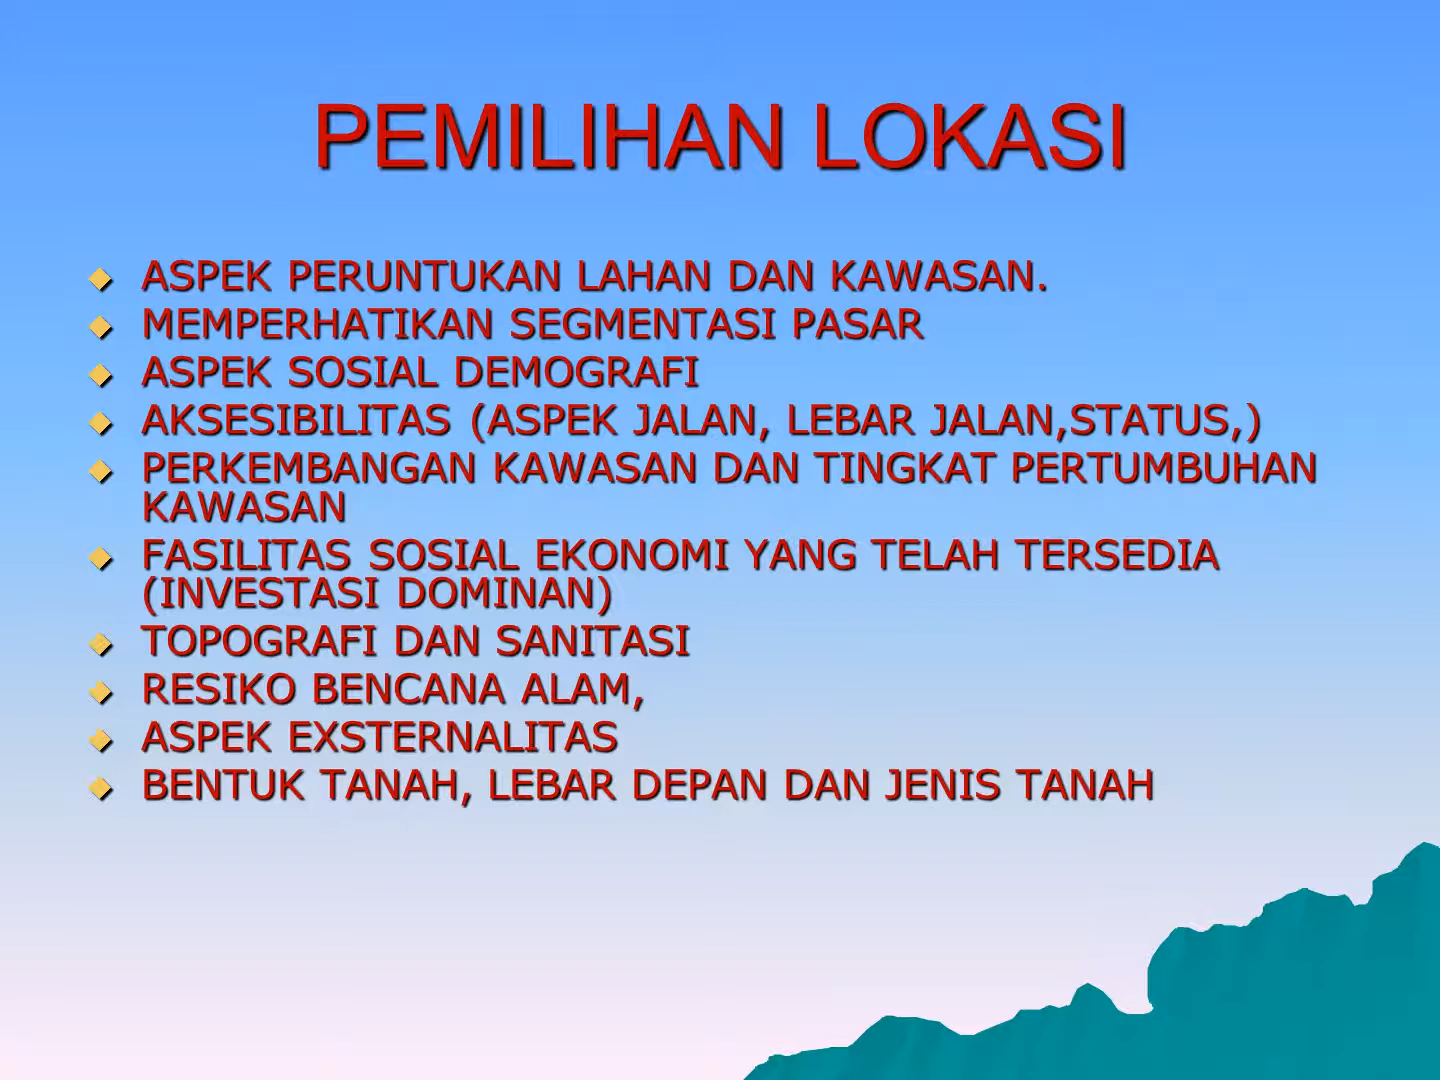 PEMILIHAN LOKASI
ASPEK PERUNTUKAN LAHAN DAN KAWASAN.
MEMPERHATIKAN SEGMENTASI PASAR
ASPEK SOSIAL DEMOGRAFI
AKSESIBILITAS (ASPEK JALAN, LEBAR JALAN,STATUS,)
PERKEMBANGAN KAWASAN DAN TINGKAT PERTUMBUHAN
KAWASAN
FASILITAS SOSIAL EKONOMI YANG TELAH TERSEDIA
(INVESTASI DOMINAN)
TOPOGRAFI DAN SANITASI
RESIKO BENCANA ALAM,
ASPEK EXSTERNALITAS
BENTUK TANAH, LEBAR DEPAN DAN JENIS TANAH